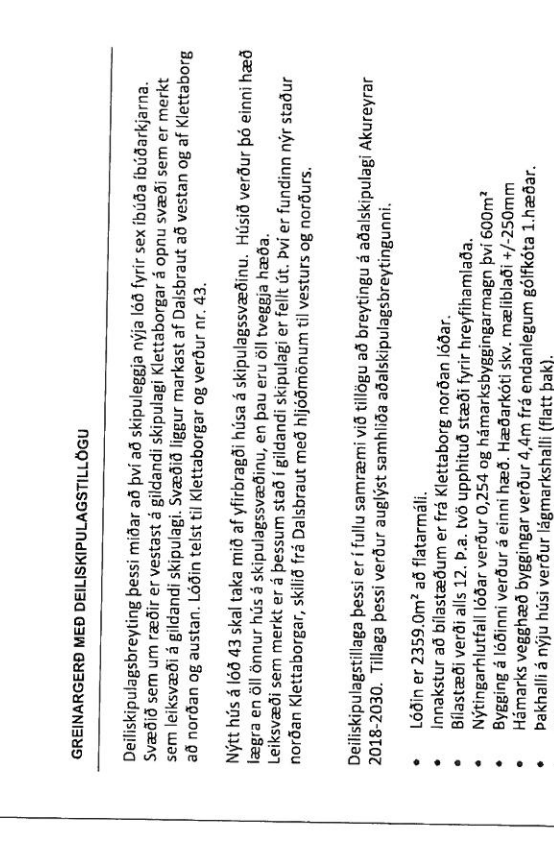 GREINARGERÐ MEÐ DEILISKIPULAGSTILLÖGU
Deiliskipulagsbreyting þessi miðar að því að skipuleggja nýja lóð fyrir sex íbúða íbúðarkjarna.
Svæðið sem um ræðir er vestast á gildandi skipulagi Klettaborgar á opnu svæði sem er merkt
sem leiksvæði á gildandi skipulagi. Svæðið liggur markast af Dalsbraut að vestan og af Klettaborg
að norðan og austan. Lóðin telst til Klettaborgar og verður nr. 43.
Nýtt hús á lóð 43 skal taka mið af yfirbragði húsa á skipulagssvæðinu. Húsið verður þó einni hæð
lægra en öll önnur hús á skipulagssvæðinu, en þau eru öll tveggja hæða.
Leiksvæði sem merkt er á þessum stað í gildandi skipulagi er fellt út. Því er fundinn nýr staður
norðan Klettaborgar, skilið frá Dalsbraut með hljóðmönum til vesturs og norðurs.
Deiliskipulagstillaga þessi er í fullu samræmi við tillögu að breytingu á aðalskipulagi Akureyrar
2018-2030. Tillaga þessi verður auglýst samhliða aðalskipulagsbreytingunni.
• Lóðin er 2359.0m² að flatarmáli.
• Innakstur að bílastæðum er frá Klettaborg norðan lóðar.
• Bílastæði verði alls 12. Þ.a. tvö upphituð stæði fyrir hreyfihamlaða.
• Nýtingarhlutfall lóðar verður 0,254 og hámarksbyggingarmagn því 600m²
• Bygging á lóðinni verður á einni hæð. Hæðarkóti skv. mæliblaði +/-250mm
• Hámarks vegghæð byggingar verður 4,4m frá endanlegum gólfkóta 1.hæðar.
• Þakhalli á nýju húsi verður lágmarkshalli (flatt þak).